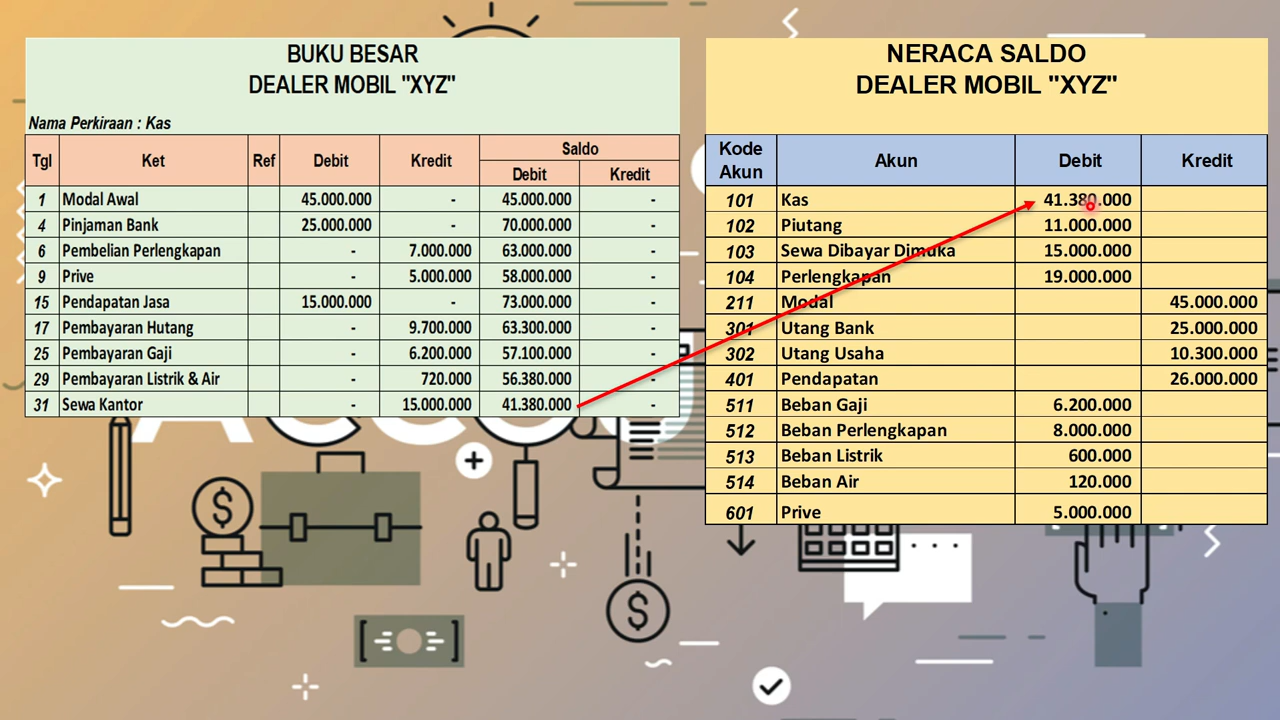 BUKU BESAR
DEALER MOBIL "XYZ"
Nama Perkiraan : Kas
Tgl Ket Ref Debit Kredit Saldo
Debit Kredit
1 Modal Awal 45.000.000 - 45.000.000 -
4 Pinjaman Bank 25.000.000 - 70.000.000 -
6 Pembelian Perlengkapan - 7.000.000 63.000.000 -
9 Prive - 5.000.000 58.000.000 -
15 Pendapatan Jasa 15.000.000 - 73.000.000 -
17 Pembayaran Hutang - 9.700.000 63.300.000 -
25 Pembayaran Gaji - 6.200.000 57.100.000 -
29 Pembayaran Listrik & Air - 720.000 56.380.000 -
31 Sewa Kantor - 15.000.000 41.380.000 -
NERACA SALDO
DEALER MOBIL "XYZ"
Kode Akun Akun Debit Kredit
101 Kas 41.380.000
102 Piutang 11.000.000
103 Sewa Dibayar Dimuka 15.000.000
104 Perlengkapan 19.000.000
211 Modal 45.000.000
301 Utang Bank 25.000.000
302 Utang Usaha 10.300.000
401 Pendapatan 26.000.000
511 Beban Gaji 6.200.000
512 Beban Perlengkapan 8.000.000
513 Beban Listrik 600.000
514 Beban Air 120.000
601 Prive 5.000.000